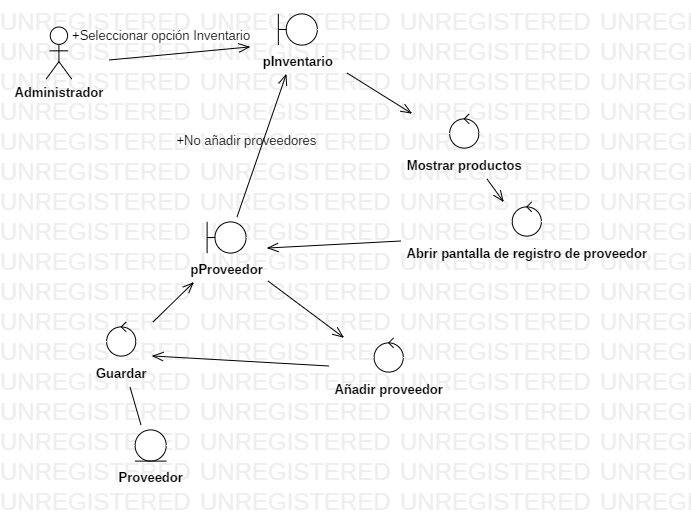 +Seleccionar opción Inventario
pInventario
Administrador
+No añadir proveedores
Mostrar productos
Abrir pantalla de registro de proveedor
pProveedor
Guardar
Añadir proveedor
Proveedor
UNREGISTERED